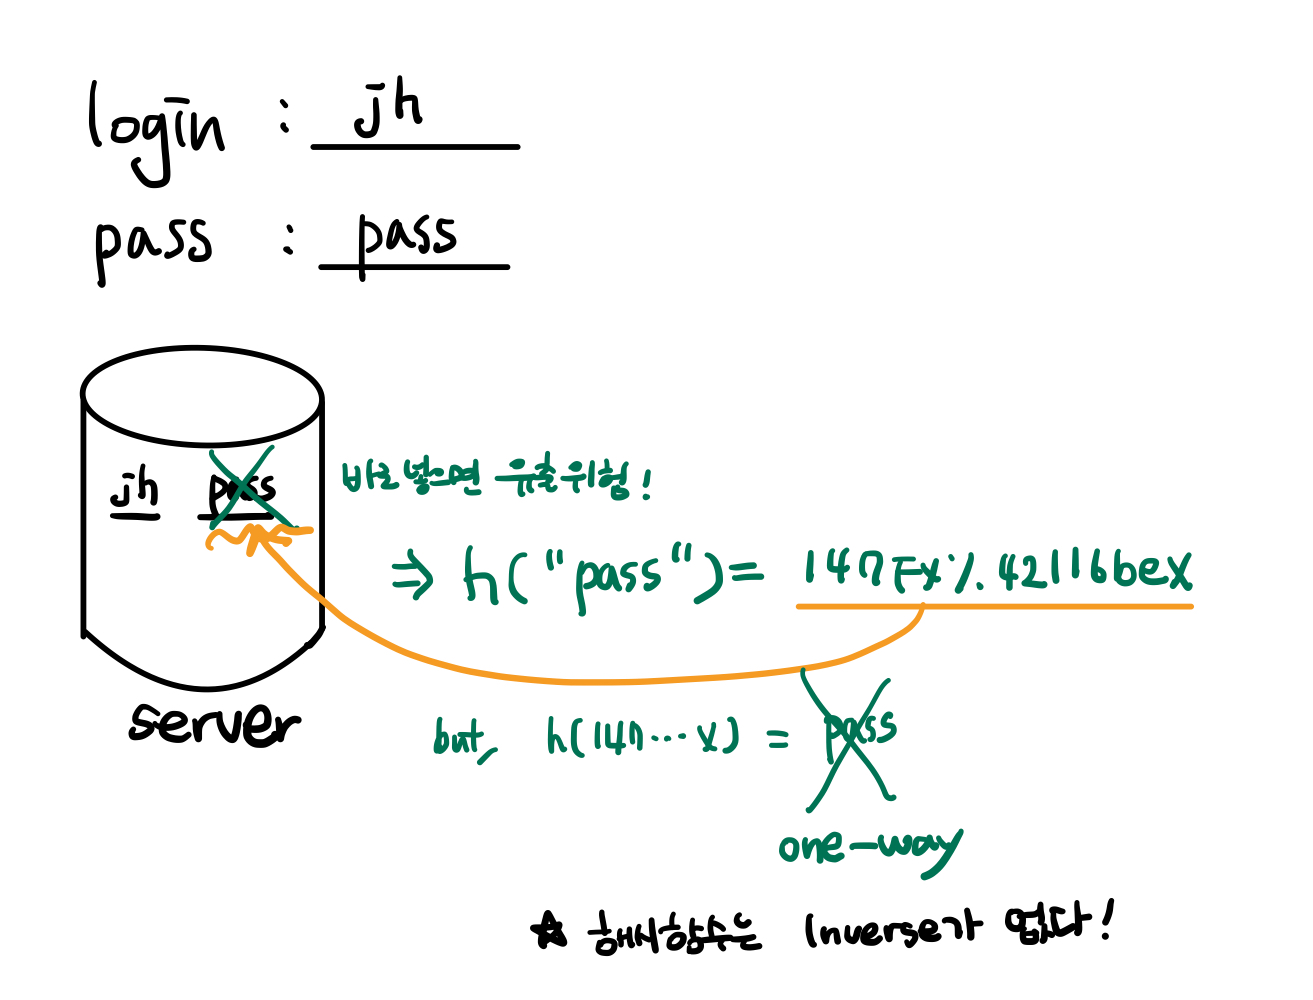 login : jh
pass : pass
jh pass
바로 넣으면 유출위험!
⇒ h("pass") = 147Fx%.42116bex
server
but, h(147...x) = pass
one-way
☆ 해시함수는 Inverse가 없다!